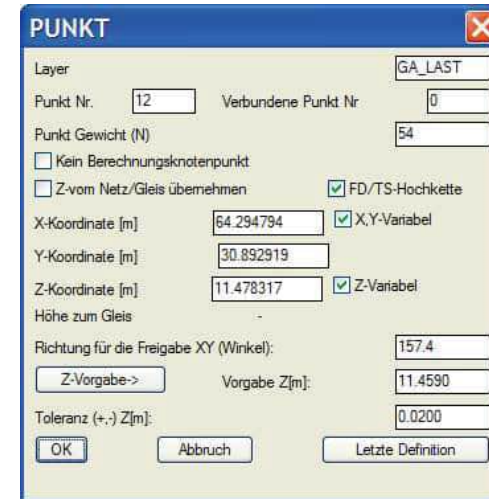 PUNKT
Layer GA_LAST
Punkt Nr. 12 Verbundene Punkt Nr 0
Punkt Gewicht (N) 54
Kein Berechnungsknotenpunkt
Z-vom Netz/Gleis übernehmen FD/TS-Hochkette
X-Koordinate [m] 64.294794 X,Y-Variabel
Y-Koordinate [m] 30.892919
Z-Koordinate [m] 11.478317 Z-Variabel
Höhe zum Gleis -
Richtung für die Freigabe XY (Winkel): 157.4
Z-Vorgabe-> Vorgabe Z[m]: 11.4590
Toleranz (+,-) Z[m]: 0.0200
OK Abbruch Letzte Definition